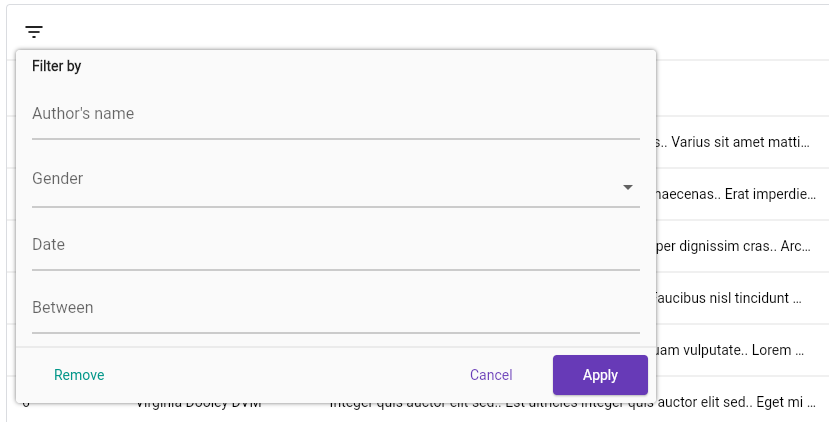 Filter by
Author's name
s.. Varius sit amet matti...
Gender
naecenas.. Erat imperdie...
Date
per dignissim cras.. Arc...
Between
faucibus nisl tincidunt ...
uam vulputate.. Lorem ...
Remove Cancel Apply
6 Virginia Dooley DVM Integer quis auctor elit sed.. Est ultricies integer quis auctor elit sed.. Eget mi ...